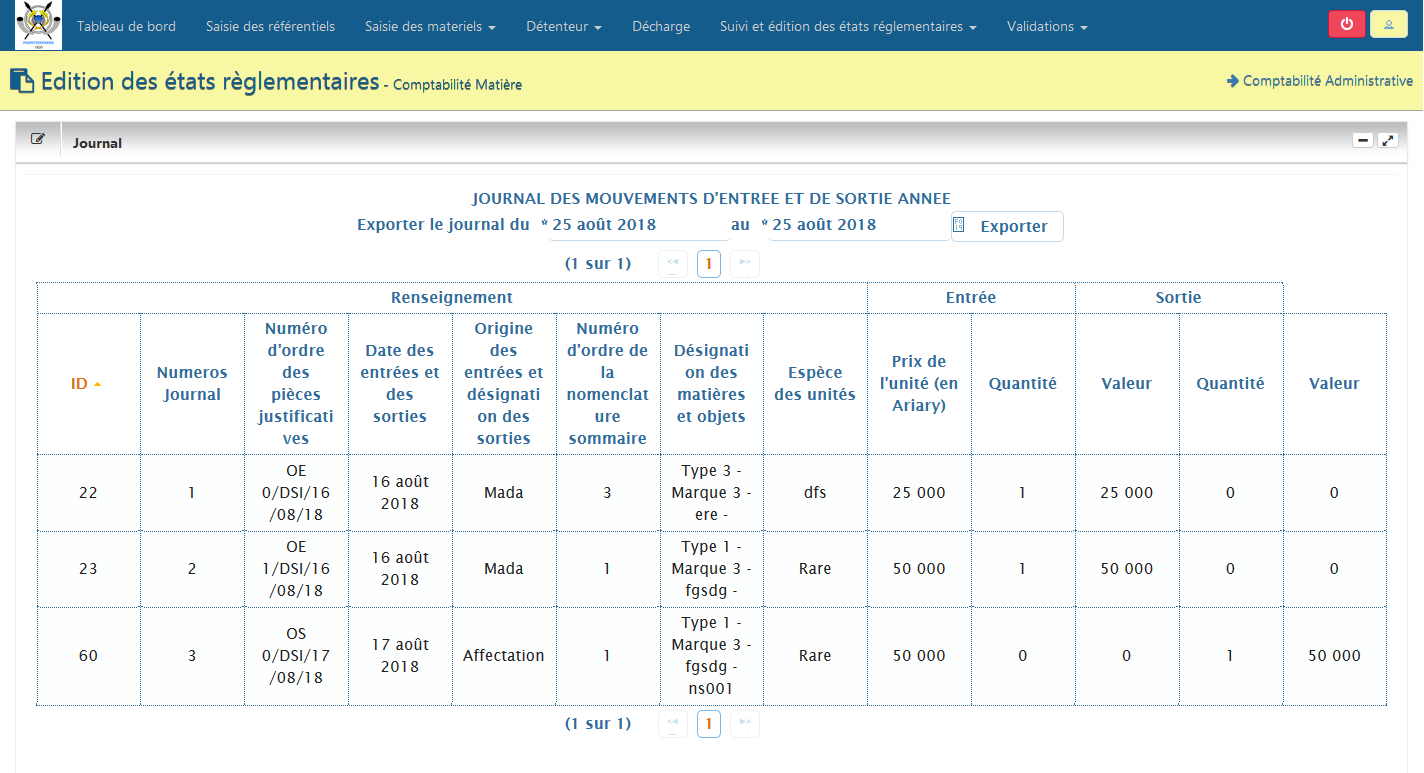 Tableau de bord Saisie des référentiels Saisie des materiels Détenteur Décharge Suivi et édition des états réglementaires Validations
Edition des états règlementaires - Comptabilité Matière
Comptabilité Administrative
Journal
JOURNAL DES MOUVEMENTS D'ENTREE ET DE SORTIE ANNEE
Exporter le journal du * 25 août 2018 au * 25 août 2018 Exporter
(1 sur 1) 1
Renseignement Entrée Sortie
ID
Numeros
Journal
Numéro
d'ordre
des
pièces
justificati
ves
Date des
entrées et
des
sorties
Origine
des
entrées et
désignati
on des
sorties
Numéro
d'ordre de
la
nomenclat
ure
sommaire
Désignati
on des
matières
et objets
Espèce
des unités
Prix de
l'unité (en
Ariary)
Quantité
Valeur
Quantité
Valeur
22
1
OE
0/DSI/16
/08/18
16 août
2018
Mada
3
Type 3 -
Marque 3 -
ere -
dfs
25 000
1
25 000
0
0
23
2
OE
1/DSI/16
/08/18
16 août
2018
Mada
1
Type 1 -
Marque 3 -
fgsdg -
Rare
50 000
1
50 000
0
0
60
3
OS
0/DSI/17
/08/18
17 août
2018
Affectation
1
Type 1 -
Marque 3 -
fgsdg -
ns001
Rare
50 000
0
0
1
50 000
(1 sur 1) 1